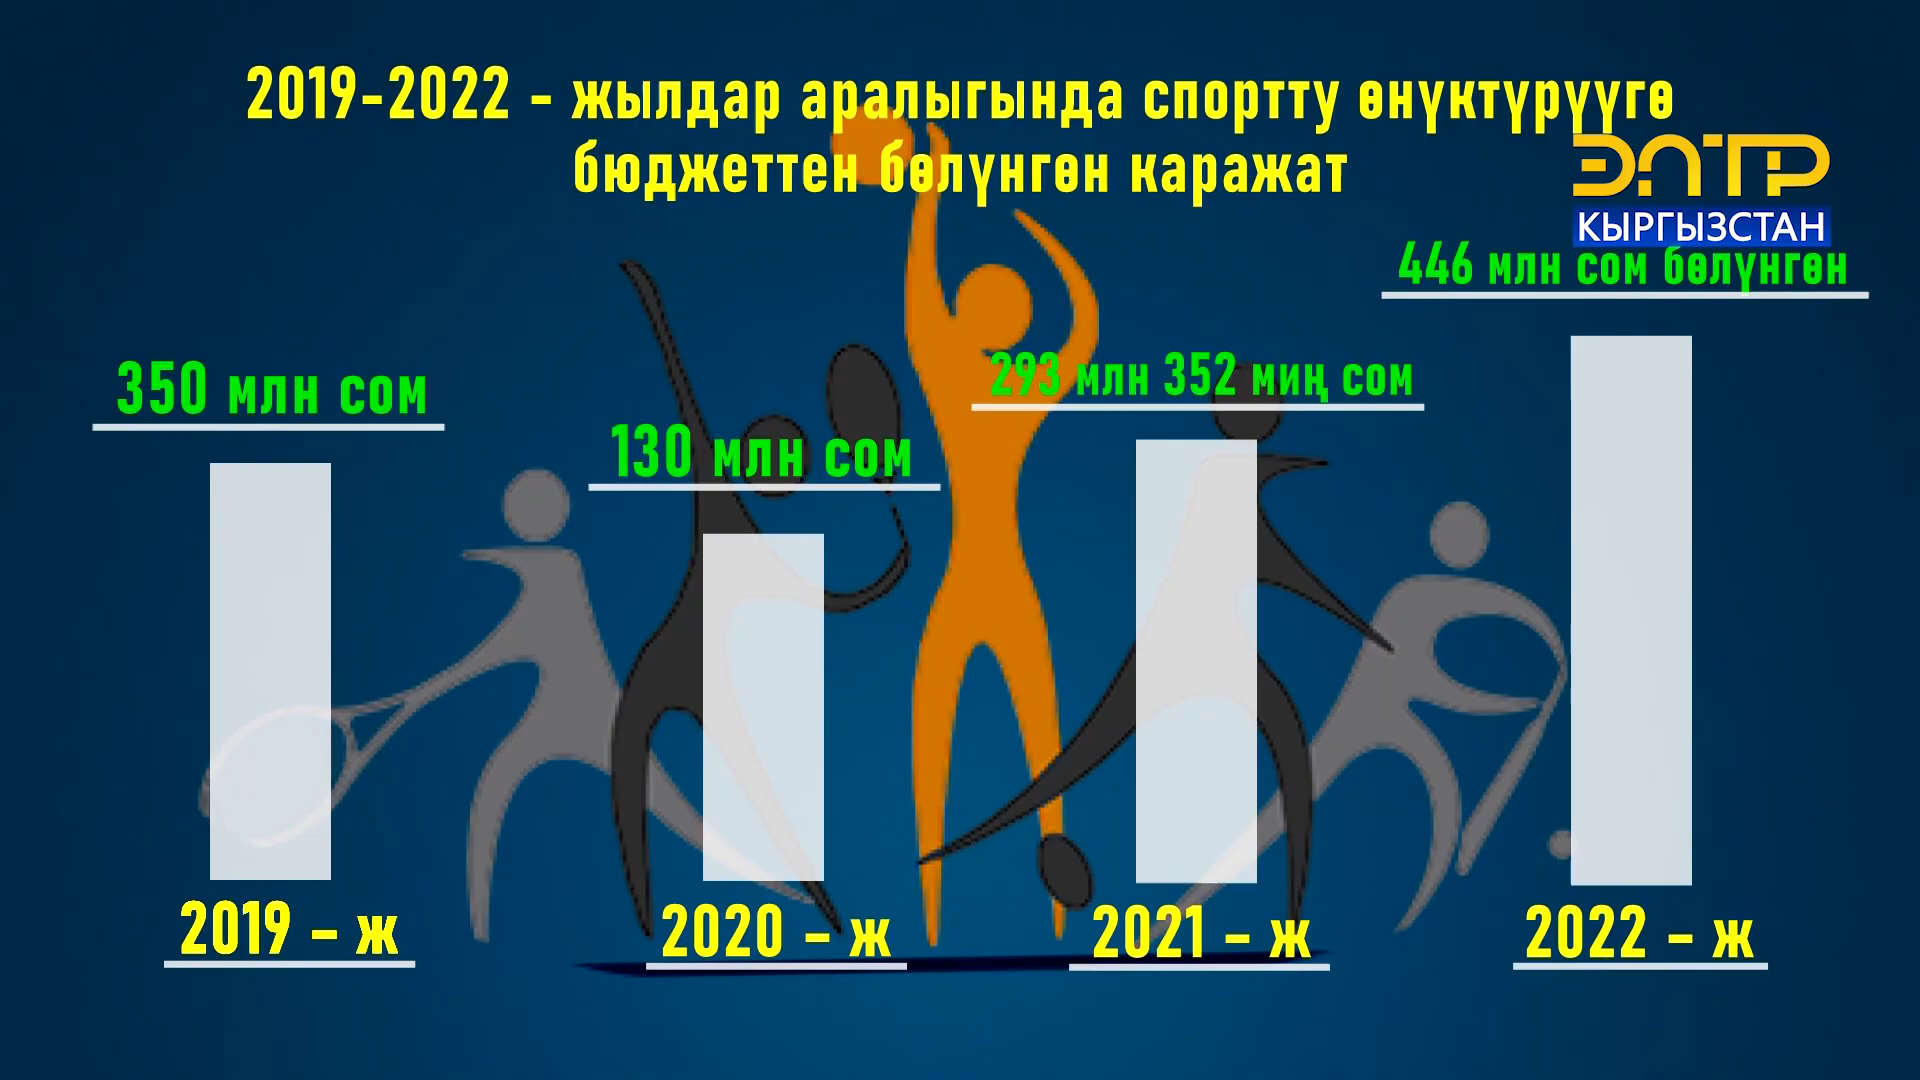 2019-2022 - жылдар аралыгында спортту өнүктүрүүгө
бюджеттен бөлүнгөн каражат
ЭЛТР
КЫРГЫЗСТАН
446 млн сом бөлүнгөн
293 млн 352 миң сом
350 млн сом
130 млн сом
2019 - ж
2020 - ж
2021 - ж
2022 - ж